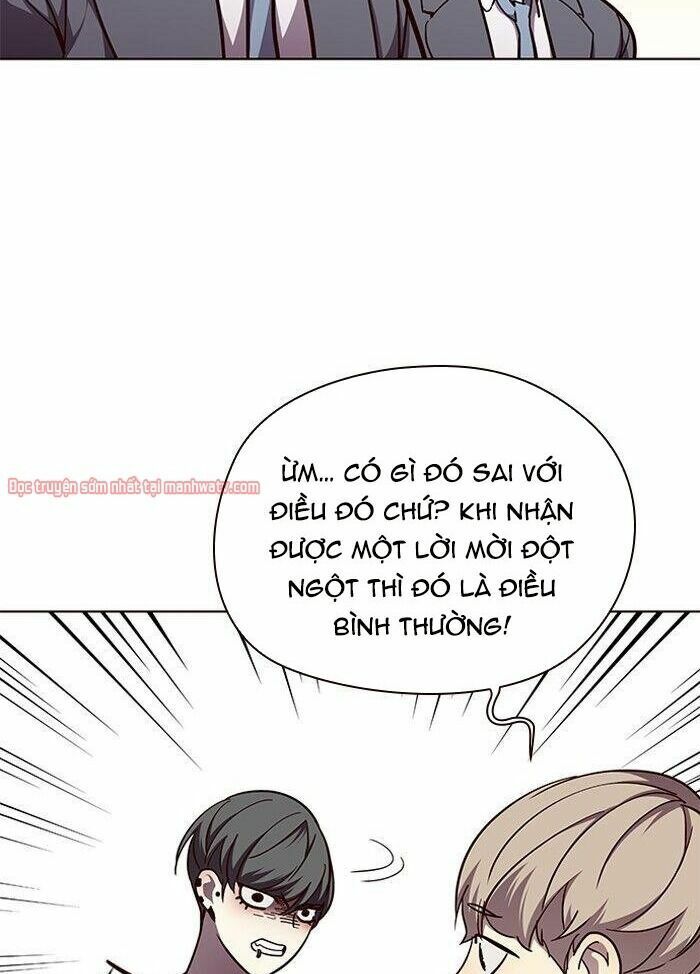 ỪM... CÓ GÌ ĐÓ SAI VỚI
Đọc truyện sớm nhất tại manhwatv.com
ĐIỀU ĐÓ CHỨ? KHI NHẬN
ĐƯỢC MỘT LỜI MỜI ĐỘT
NGỘT THÌ ĐÓ LÀ ĐIỀU
BÌNH THƯỜNG!